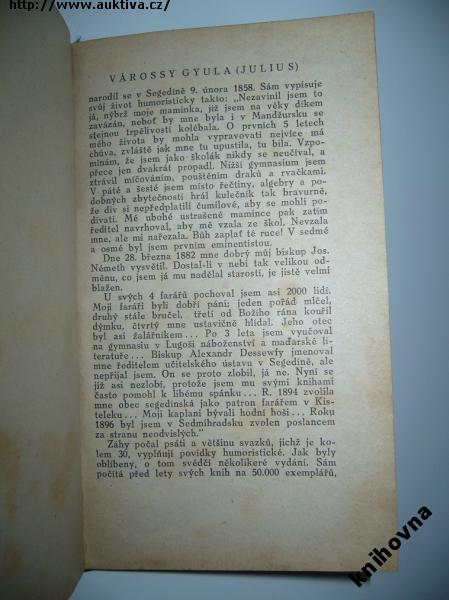 http://www.auktiva.cz/
VÁROSSY GYULA (JULIUS)
narodil se v Segedíně 9. února 1858. Sám vypisuje
svůj život humoristicky takto: „Nezavinil jsem to
já, nýbrž moje maminka, již jsem na věky díkem
zavázán, neboť by mne byla i v Mandžursku se
stejnou trpělivostí kolébala. O prvních 5 letech
mého života by mohla vypravovati nejvíce má
chůva, zvláště jak mne tu upustila, tu bila. Vzpo-
mínám, že jsem jako školák nikdy se neučíval, a
přece jen dvakrát propadl. Nižší gymnasium jsem
ztrávil míčováním, pouštěním draků a rvačkami.
V páté a šesté jsem místo řečtiny, algebry a po-
dobných zbytečností hrál kulečník tak bravurně,
že div si nepředplatili čumilové, aby se mohli po-
dívati. Mé ubohé ustrašené mamince pak zatím
ředitel navrhoval, aby mě vzala ze škol. Nevzala
mne, ale mi nařezala. Bůh zaplať té ruce! V sedmé
a osmé byl jsem prvním eminentistou.
Dne 28. března 1882 mne dobrý můj biskup Jos.
Németh vysvětil. Dostal-li v nebi tak velikou od-
měnu, co jsem já mu nadělal starostí, je jistě velmi
blažen.
U svých 4 farářů pochoval jsem asi 2000 lidí.
Moji faráři byli dobří páni: jeden pořád mlčel,
druhý stále bručel, třetí od Božího rána kouřil
dýmku, čtvrtý mne ustavičně hlídal. Jeho otec
byl asi žalářníkem... Po 3 léta jsem vyučoval
na gymnasiu v Lugoši náboženství a maďarské li-
teratuře... Biskup Alexandr Dessewfy jmenoval
mne ředitelem učitelského ústavu v Segedíně, ale
nepřijal jsem. On se proto zlobil, já ne. Nyní se
již asi nezlobí, protože jsem mu svými knihami
často pomohl k libému spánku... R. 1894 zvolila
mne obec segedínská jako patron farářem v Kis-
teleku... Moji kaplani bývali hodní hoši... Roku
1896 byl jsem v Sedmihradsku zvolen poslancem
za stranu neodvislých."
Záhy počal psáti a většinu svazků, jichž je ko-
lem 30, vyplňují povídky humoristické. Jak byly
oblíbeny, o tom svědčí několikeré vydání. Sám
počítá před lety svých knih na 50.000 exemplářů,
knihovna